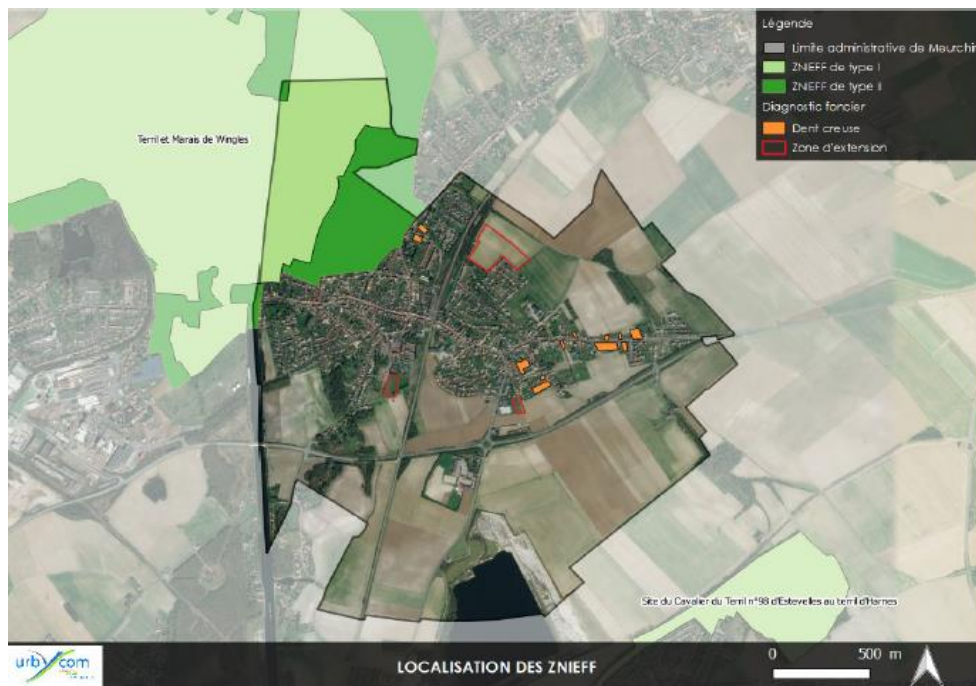 Légende
Limite administrative de Meurchin
ZNIEFF de type I
ZNIEFF de type II
Diagnostic foncier
Dent creuse
Zone d'extension
Terril et Marais de Wingles
Site du Cavalier du Terril n°98 d'Estevelles au terril d'Harnes
urbycom
LOCALISATION DES ZNIEFF
0 500 m